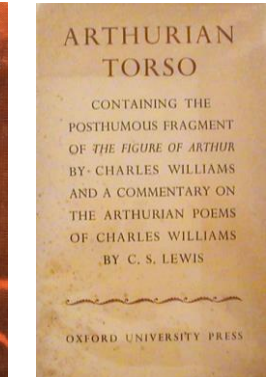 ARTHURIAN
TORSO
CONTAINING THE
POSTHUMOUS FRAGMENT
OF THE FIGURE OF ARTHUR
BY CHARLES WILLIAMS
AND A COMMENTARY ON
THE ARTHURIAN POEMS
OF CHARLES WILLIAMS
BY C. S. LEWIS
OXFORD UNIVERSITY PRESS